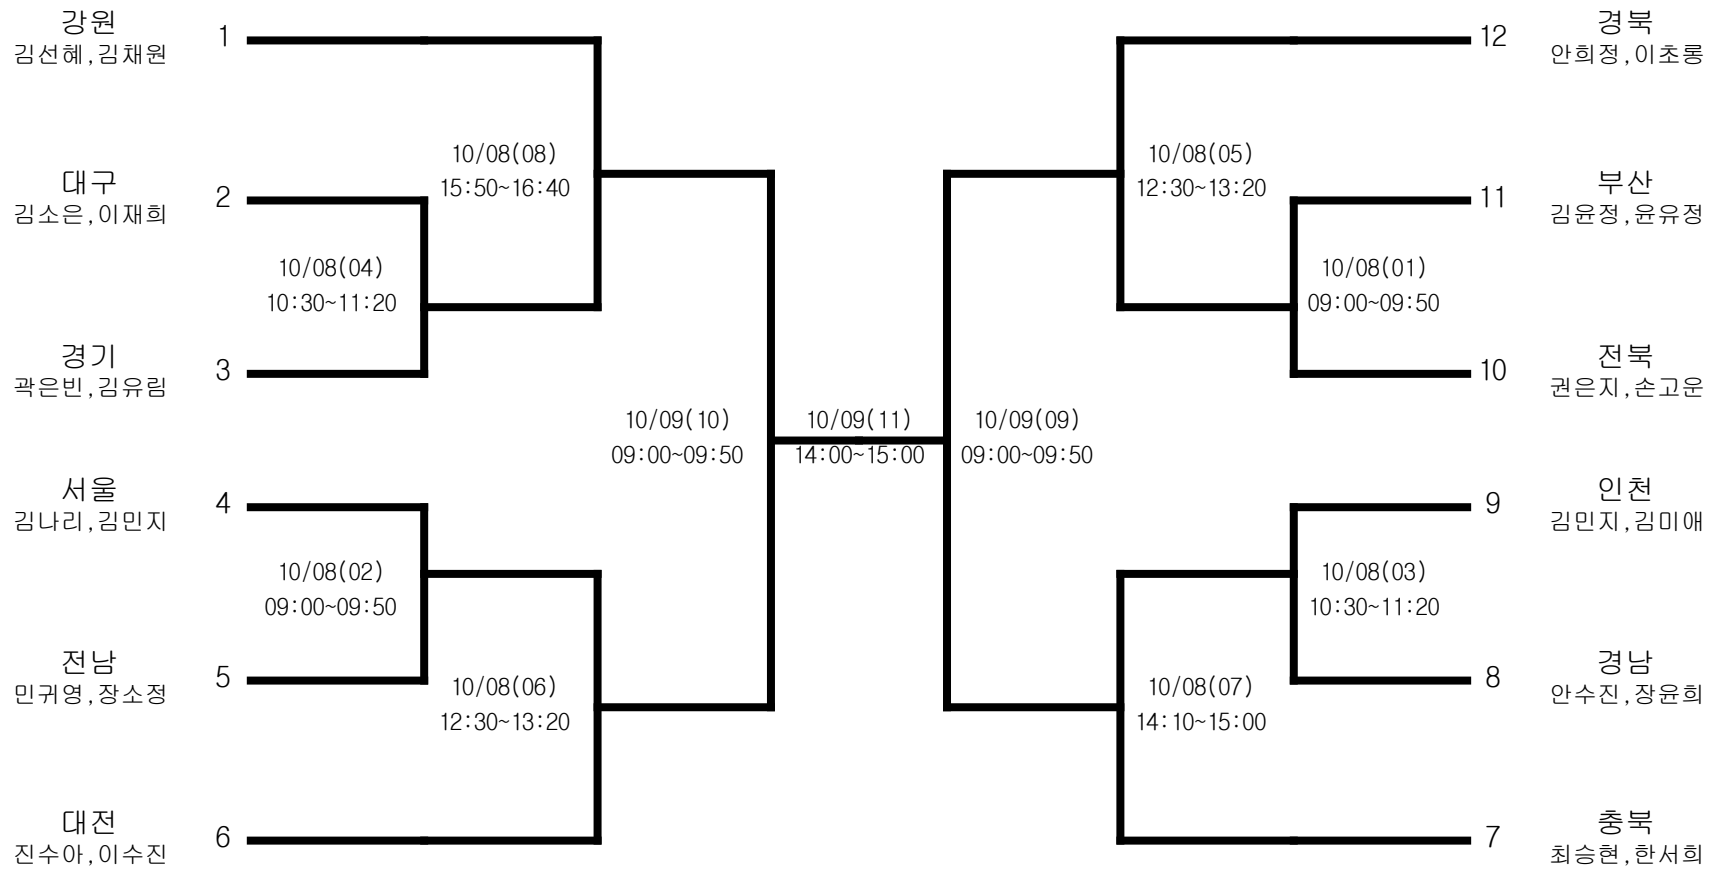 강원
김선혜,김채원
1
10/08(08)
15:50~16:40
대구
김소은,이재희
2
10/08(04)
10:30~11:20
경기
곽은빈,김유림
3
10/09(10)
09:00~09:50
서울
김나리,김민지
4
10/08(02)
09:00~09:50
전남
민귀영,장소정
5
10/08(06)
12:30~13:20
대전
진수아,이수진
6
10/09(11)
14:00~15:00
12
경북
안희정,이초롱
10/08(05)
12:30~13:20
11
부산
김윤정,윤유정
10/08(01)
09:00~09:50
10
전북
권은지,손고운
10/09(09)
09:00~09:50
9
인천
김민지,김미애
10/08(03)
10:30~11:20
8
경남
안수진,장윤희
10/08(07)
14:10~15:00
7
충북
최승현,한서희